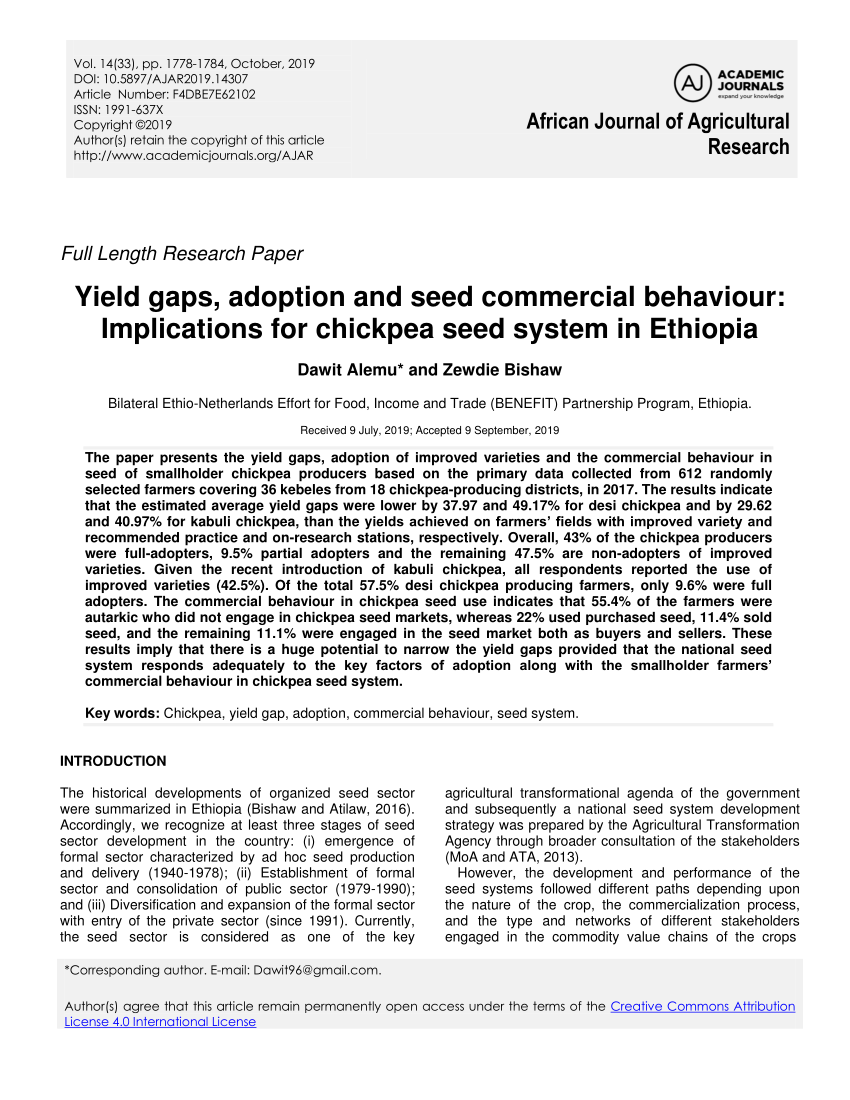 Vol. 14(33), pp. 1778-1784, October, 2019
DOI: 10.5897/AJAR2019.14307
Article Number: F4DBE7E62102
ISSN: 1991-637X
Copyright ©2019
Author(s) retain the copyright of this article
http://www.academicjournals.org/AJAR
AJ ACADEMIC
JOURNALS
expand your knowledge
African Journal of Agricultural
Research
Full Length Research Paper
Yield gaps, adoption and seed commercial behaviour:
Implications for chickpea seed system in Ethiopia
Dawit Alemu* and Zewdie Bishaw
Bilateral Ethio-Netherlands Effort for Food, Income and Trade (BENEFIT) Partnership Program, Ethiopia.
Received 9 July, 2019; Accepted 9 September, 2019
The paper presents the yield gaps, adoption of improved varieties and the commercial behaviour in
seed of smallholder chickpea producers based on the primary data collected from 612 randomly
selected farmers covering 36 kebeles from 18 chickpea-producing districts, in 2017. The results indicate
that the estimated average yield gaps were lower by 37.97 and 49.17% for desi chickpea and by 29.62
and 40.97% for kabuli chickpea, than the yields achieved on farmers' fields with improved variety and
recommended practice and on-research stations, respectively. Overall, 43% of the chickpea producers
were full-adopters, 9.5% partial adopters and the remaining 47.5% are non-adopters of improved
varieties. Given the recent introduction of kabuli chickpea, all respondents reported the use of
improved varieties (42.5%). Of the total 57.5% desi chickpea producing farmers, only 9.6% were full
adopters. The commercial behaviour in chickpea seed use indicates that 55.4% of the farmers were
autarkic who did not engage in chickpea seed markets, whereas 22% used purchased seed, 11.4% sold
seed, and the remaining 11.1% were engaged in the seed market both as buyers and sellers. These
results imply that there is a huge potential to narrow the yield gaps provided that the national seed
system responds adequately to the key factors of adoption along with the smallholder farmers'
commercial behaviour in chickpea seed system.
Key words: Chickpea, yield gap, adoption, commercial behaviour, seed system.
INTRODUCTION
The historical developments of organized seed sector
were summarized in Ethiopia (Bishaw and Atilaw, 2016).
Accordingly, we recognize at least three stages of seed
sector development in the country: (i) emergence of
formal sector characterized by ad hoc seed production
and delivery (1940-1978); (ii) Establishment of formal
sector and consolidation of public sector (1979-1990);
and (iii) Diversification and expansion of the formal sector
with entry of the private sector (since 1991). Currently,
the seed sector is considered as one of the key
agricultural transformational agenda of the government
and subsequently a national seed system development
strategy was prepared by the Agricultural Transformation
Agency through broader consultation of the stakeholders
(MoA and ATA, 2013).
However, the development and performance of the
seed systems followed different paths depending upon
the nature of the crop, the commercialization process,
and the type and networks of different stakeholders
engaged in the commodity value chains of the crops
*Corresponding author. E-mail: Dawit96@gmail.com.
Author(s) agree that this article remain permanently open access under the terms of the Creative Commons Attribution
License 4.0 International License